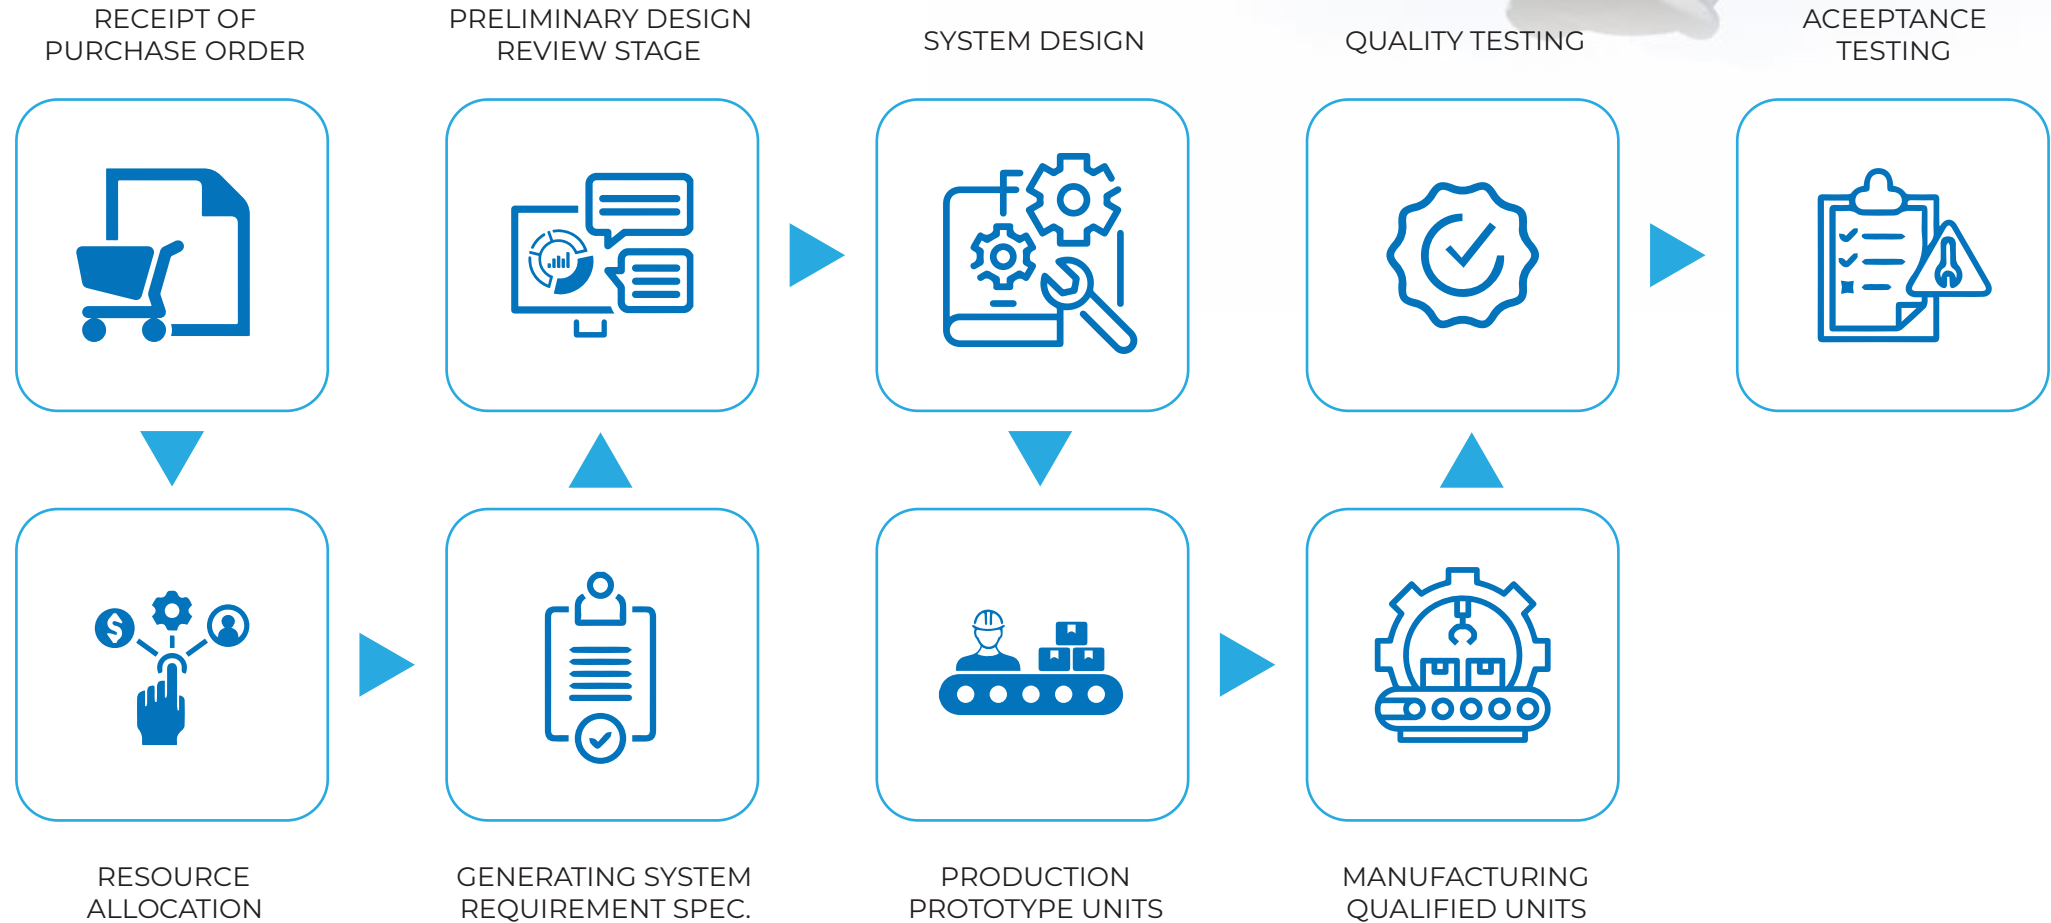 RECEIPT OF
PURCHASE ORDER
PRELIMINARY DESIGN
REVIEW STAGE
SYSTEM DESIGN
QUALITY TESTING
ACEEPTANCE
TESTING
RESOURCE
ALLOCATION
GENERATING SYSTEM
REQUIREMENT SPEC.
PRODUCTION
PROTOTYPE UNITS
MANUFACTURING
QUALIFIED UNITS